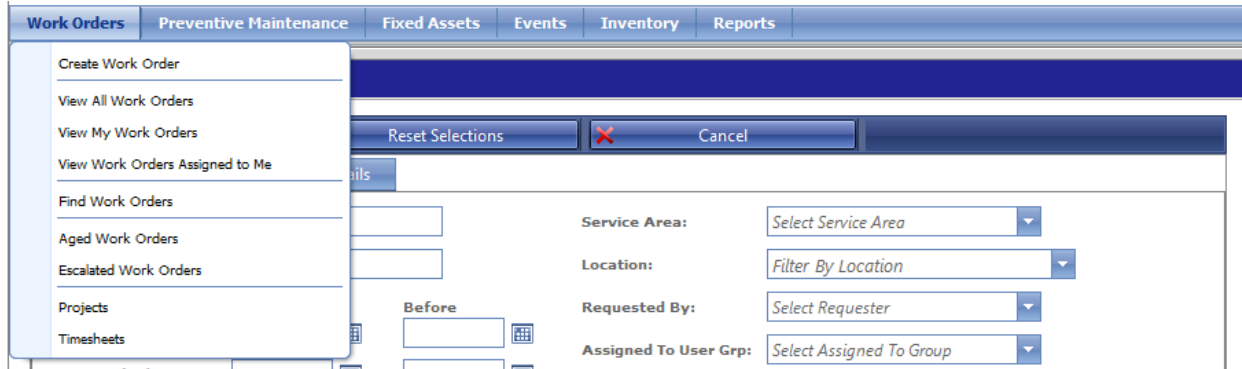 Work Orders Preventive Maintenance Fixed Assets Events Inventory Reports
Create Work Order
View All Work Orders
View My Work Orders
View Work Orders Assigned to Me
Find Work Orders
Aged Work Orders
Escalated Work Orders
Projects
Timesheets
Reset Selections Cancel
ails
Service Area: Select Service Area
Location: Filter By Location
Before Requested By: Select Requester
Assigned To User Grp: Select Assigned To Group